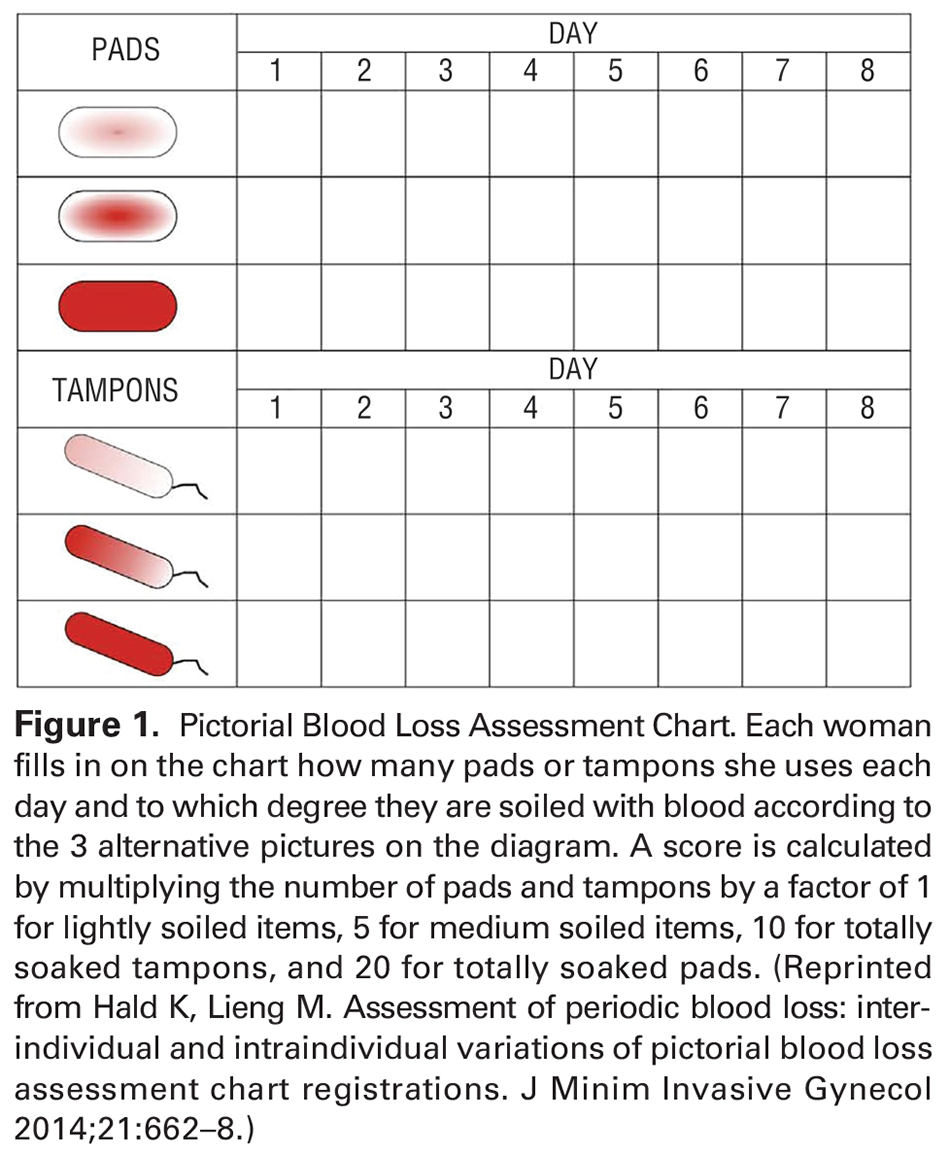 PADS
DAY
1 2 3 4 5 6 7 8
TAMPONS
DAY
1 2 3 4 5 6 7 8
Figure 1. Pictorial Blood Loss Assessment Chart. Each woman
fills in on the chart how many pads or tampons she uses each
day and to which degree they are soiled with blood according to
the 3 alternative pictures on the diagram. A score is calculated
by multiplying the number of pads and tampons by a factor of 1
for lightly soiled items, 5 for medium soiled items, 10 for totally
soaked tampons, and 20 for totally soaked pads. (Reprinted
from Hald K, Lieng M. Assessment of periodic blood loss: inter-
individual and intraindividual variations of pictorial blood loss
assessment chart registrations. J Minim Invasive Gynecol
2014;21:662–8.)